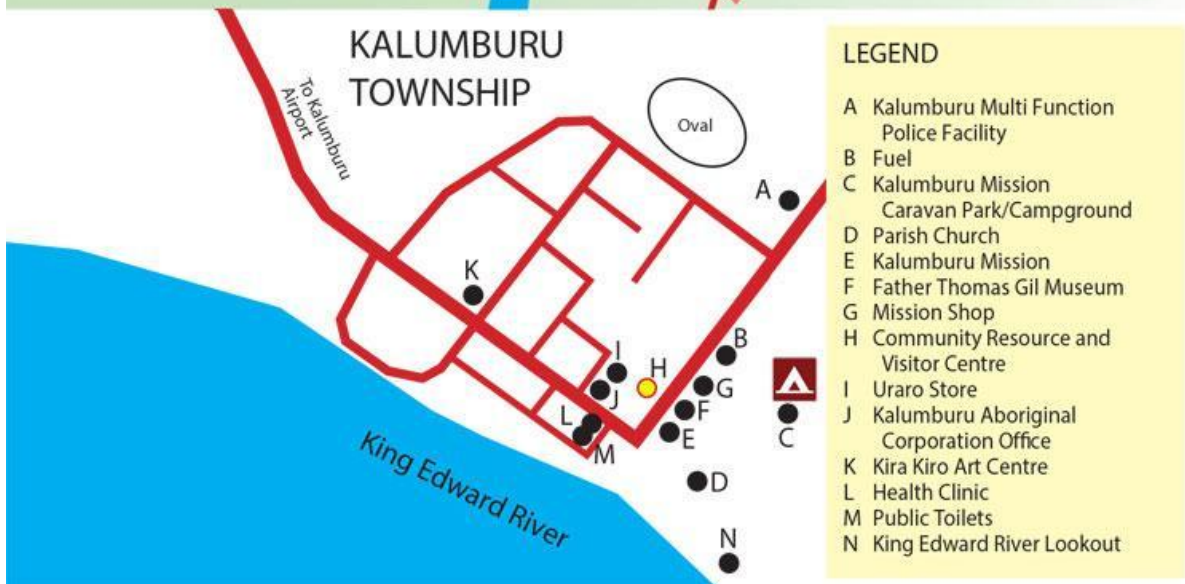 KALUMBURU
TOWNSHIP
To Kalumburu
Airport
Oval
A
K
B
I
H
G
J
F
L
E
C
M
D
N
King Edward River
LEGEND
A Kalumburu Multi Function
Police Facility
B Fuel
C Kalumburu Mission
Caravan Park/Campground
D Parish Church
E Kalumburu Mission
F Father Thomas Gil Museum
G Mission Shop
H Community Resource and
Visitor Centre
I Uraro Store
J Kalumburu Aboriginal
Corporation Office
K Kira Kiro Art Centre
L Health Clinic
M Public Toilets
N King Edward River Lookout